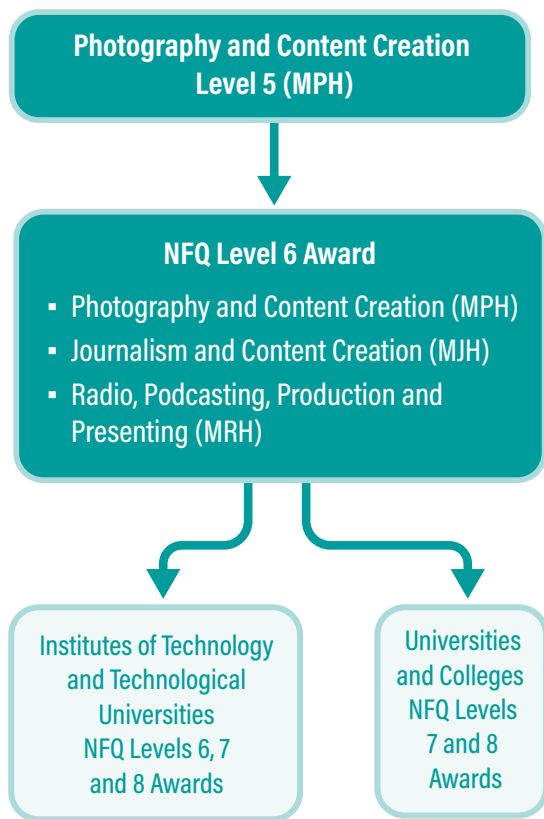 Photography and Content Creation
Level 5 (MPH)
NFQ Level 6 Award
▪ Photography and Content Creation (MPH)
▪ Journalism and Content Creation (MJH)
▪ Radio, Podcasting, Production and
Presenting (MRH)
Institutes of Technology
and Technological
Universities
NFQ Levels 6, 7
and 8 Awards
Universities
and Colleges
NFQ Levels
7 and 8
Awards